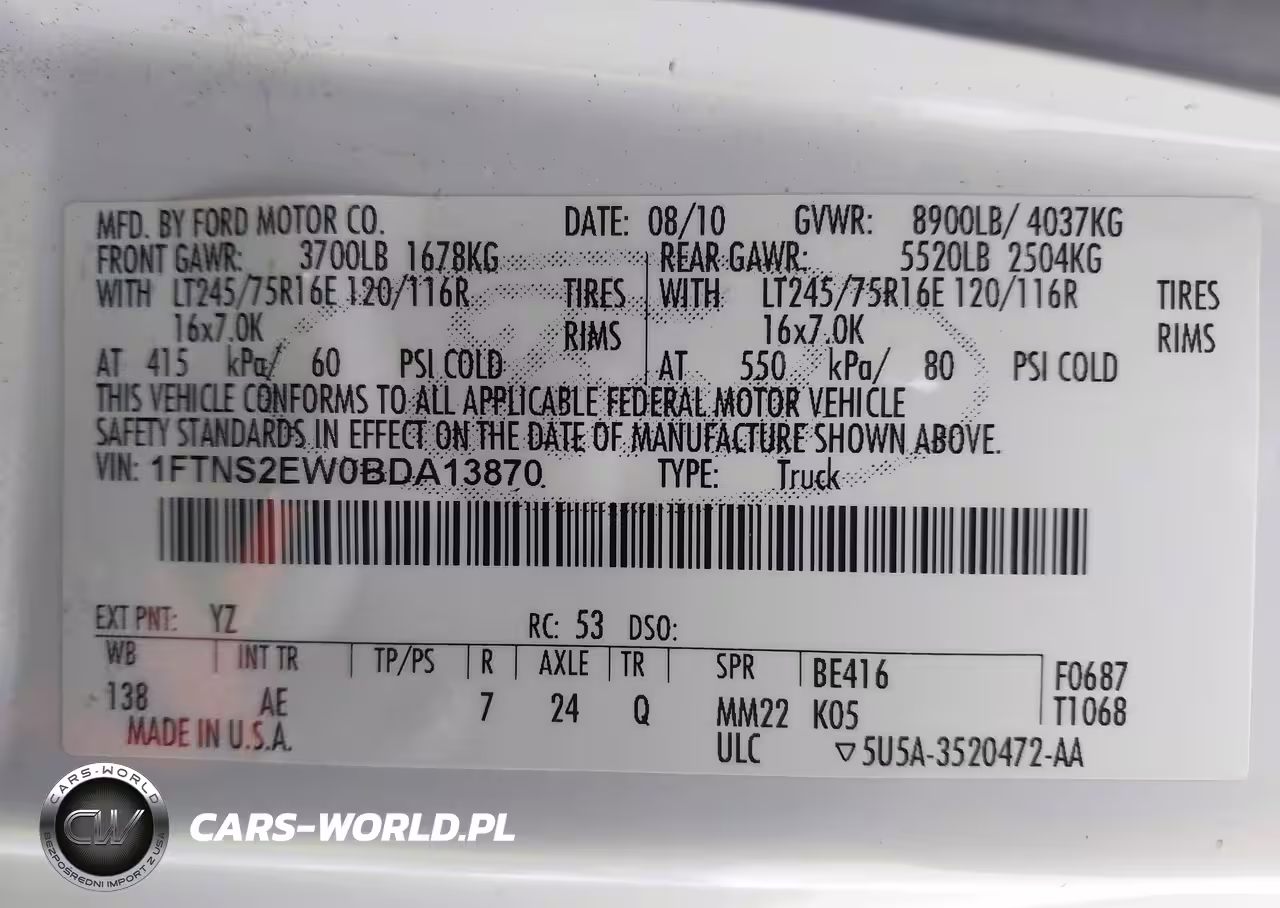 MFD. BY FORD MOTOR CO. DATE: 08/10 GVWR: 8900LB/ 4037KG
FRONT GAWR: 3700LB 1678KG REAR GAWR: 5520LB 2504KG
WITH LT245/75R16E 120/116R TIRES WITH LT245/75R16E 120/116R TIRES
16x7.0K RIMS 16x7.0K RIMS
AT 415 kPa/ 60 PSI COLD AT 550 kPa/ 80 PSI COLD
THIS VEHICLE CONFORMS TO ALL APPLICABLE FEDERAL MOTOR VEHICLE
SAFETY STANDARDS IN EFFECT ON THE DATE OF MANUFACTURE SHOWN ABOVE.
VIN: 1FTNS2EW0BDA13870 TYPE: Truck
EXT PNT: YZ RC: 53 DSO:
WB INT TR TP/PS R AXLE TR SPR BE416 F0687
138 AE 7 24 Q MM22 K05 T1068
MADE IN U.S.A. ULC ▽5U5A-3520472-AA
CARS-WORLD
CW
BEZPOŚREDNI IMPORT Z USA
CARS-WORLD.PL